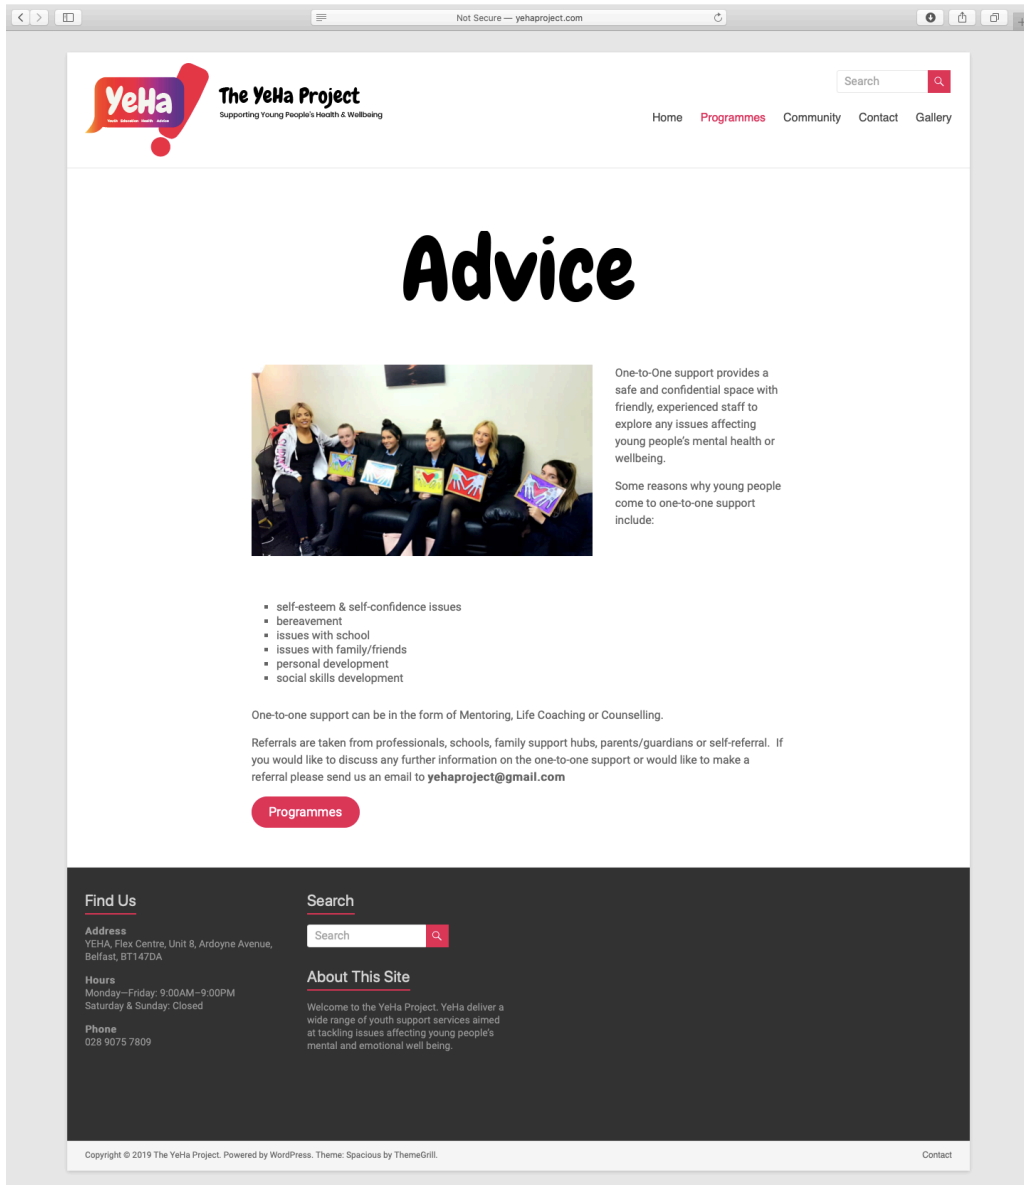 Not Secure — yehaproject.com
YeHa
Youth Education Health Advice
The YeHa Project
Supporting Young People's Health & Wellbeing
Search
Home Programmes Community Contact Gallery
Advice
One-to-One support provides a
safe and confidential space with
friendly, experienced staff to
explore any issues affecting
young people's mental health or
wellbeing.
Some reasons why young people
come to one-to-one support
include:
self-esteem & self-confidence issues
bereavement
issues with school
issues with family/friends
personal development
social skills development
One-to-one support can be in the form of Mentoring, Life Coaching or Counselling.
Referrals are taken from professionals, schools, family support hubs, parents/guardians or self-referral. If
you would like to discuss any further information on the one-to-one support or would like to make a
referral please send us an email to yehaproject@gmail.com
Programmes
Find Us
Address
YEHA, Flex Centre, Unit 8, Ardoyne Avenue,
Belfast, BT147DA
Hours
Monday—Friday: 9:00AM–9:00PM
Saturday & Sunday: Closed
Phone
028 9075 7809
Search
Search
About This Site
Welcome to the YeHa Project. YeHa deliver a
wide range of youth support services aimed
at tackling issues affecting young people's
mental and emotional well being.
Copyright © 2019 The YeHa Project. Powered by WordPress. Theme: Spacious by ThemeGrill.
Contact